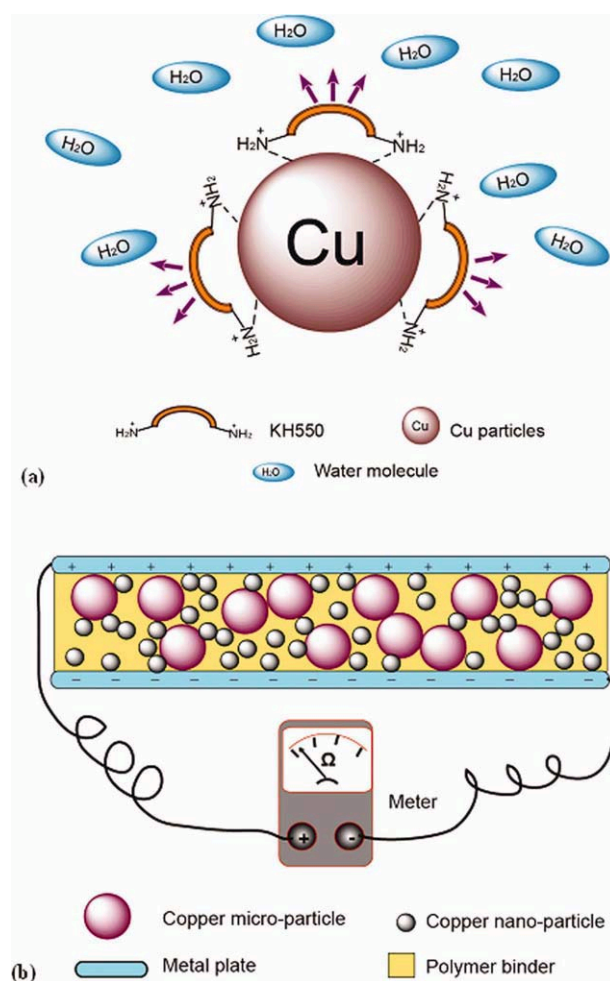 H₂O
H₂O
H₂O
H₂O
H₂O
H₂O
H₂O
H₂O
H₂N⁺
⁺NH₂
⁺NH₂
H₂N⁺
Cu
H₂N⁺
⁺NH₂
H₂N⁺
⁺NH₂
KH550
Cu
Cu particles
H₂O
Water molecule
(a)
+ + + + + + + + + + +
− − − − − − − − − − −
Ω
Meter
+
-
Copper micro-particle
Copper nano-particle
Metal plate
Polymer binder
(b)